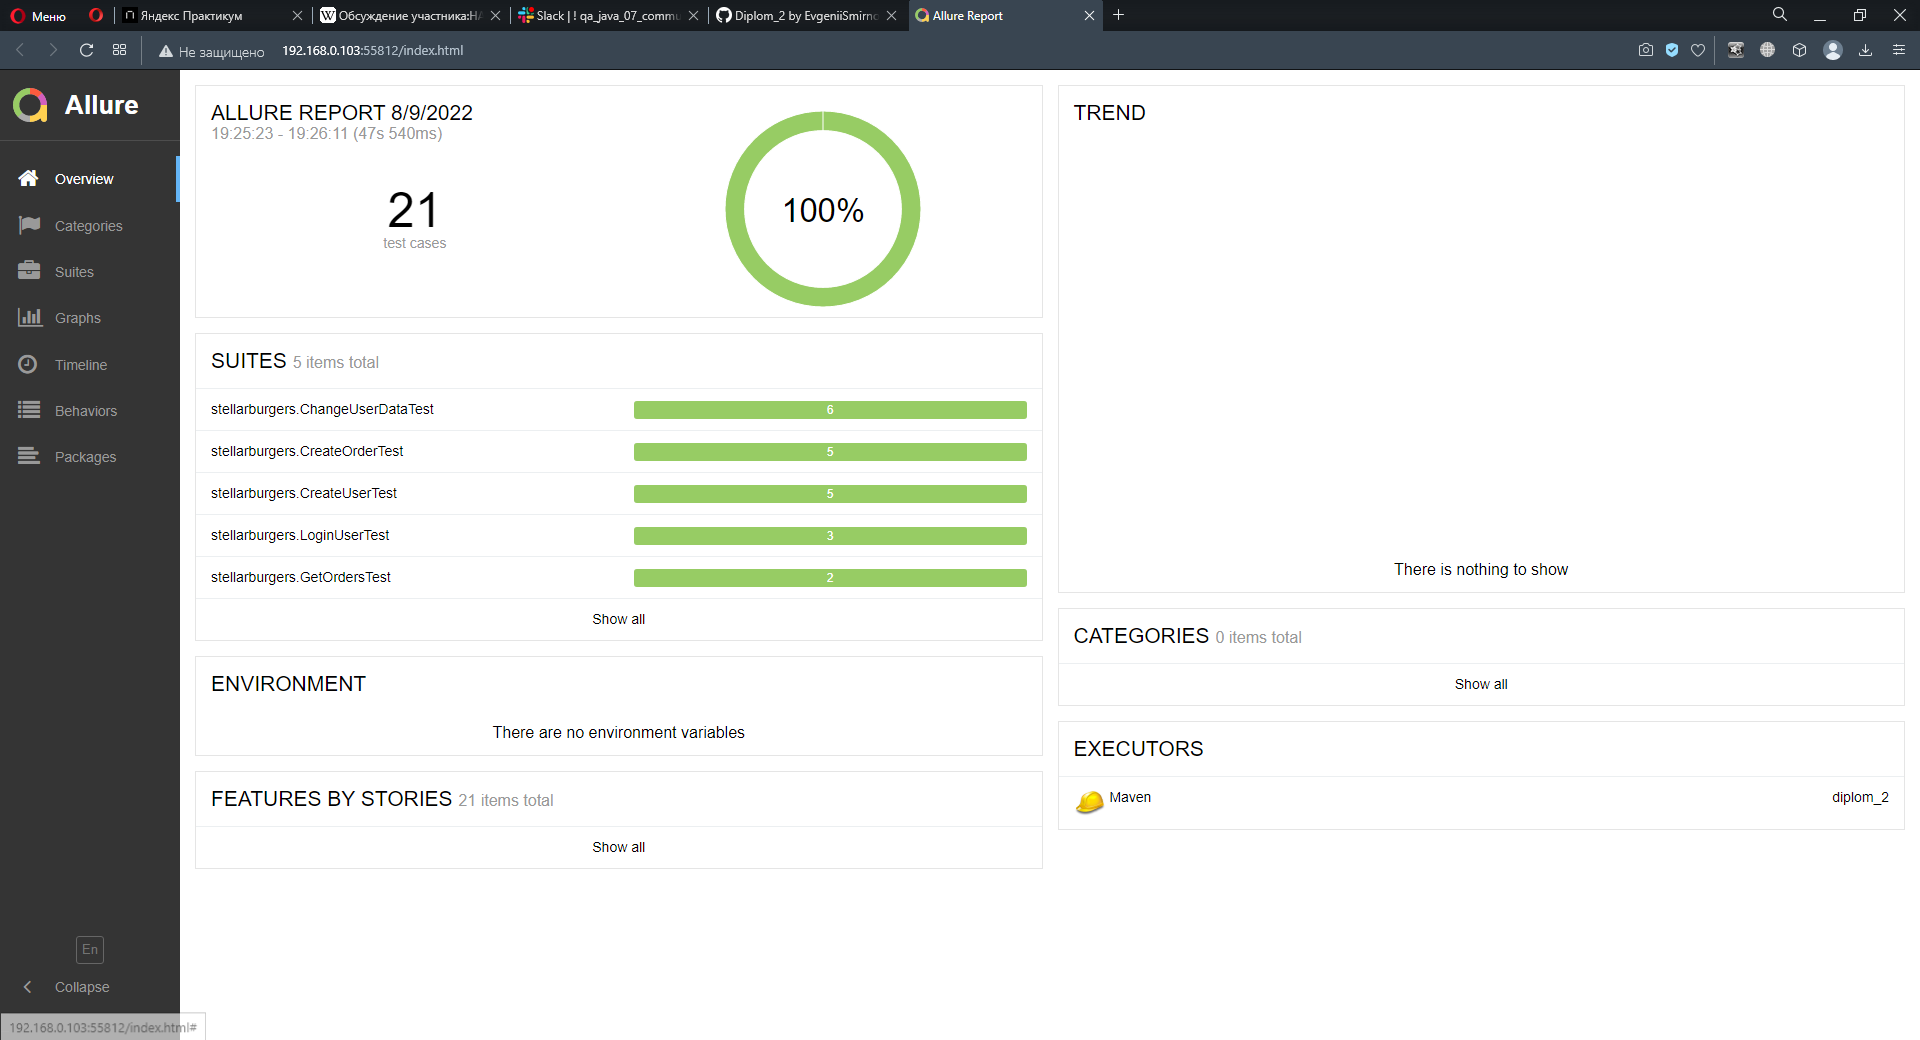 Меню
Яндекс Практикум
Обсуждение участника:НА
Slack | ! qa_java_07_commu
Diplom_2 by EvgeniiSmirno
Allure Report
Не защищено
192.168.0.103:55812/index.html
Allure
Overview
Categories
Suites
Graphs
Timeline
Behaviors
Packages
En
Collapse
192.168.0.103:55812/index.html#
ALLURE REPORT 8/9/2022
19:25:23 - 19:26:11 (47s 540ms)
21
test cases
100%
SUITES 5 items total
stellarburgers.ChangeUserDataTest 6
stellarburgers.CreateOrderTest 5
stellarburgers.CreateUserTest 5
stellarburgers.LoginUserTest 3
stellarburgers.GetOrdersTest 2
Show all
ENVIRONMENT
There are no environment variables
FEATURES BY STORIES 21 items total
Show all
TREND
There is nothing to show
CATEGORIES 0 items total
Show all
EXECUTORS
Maven diplom_2